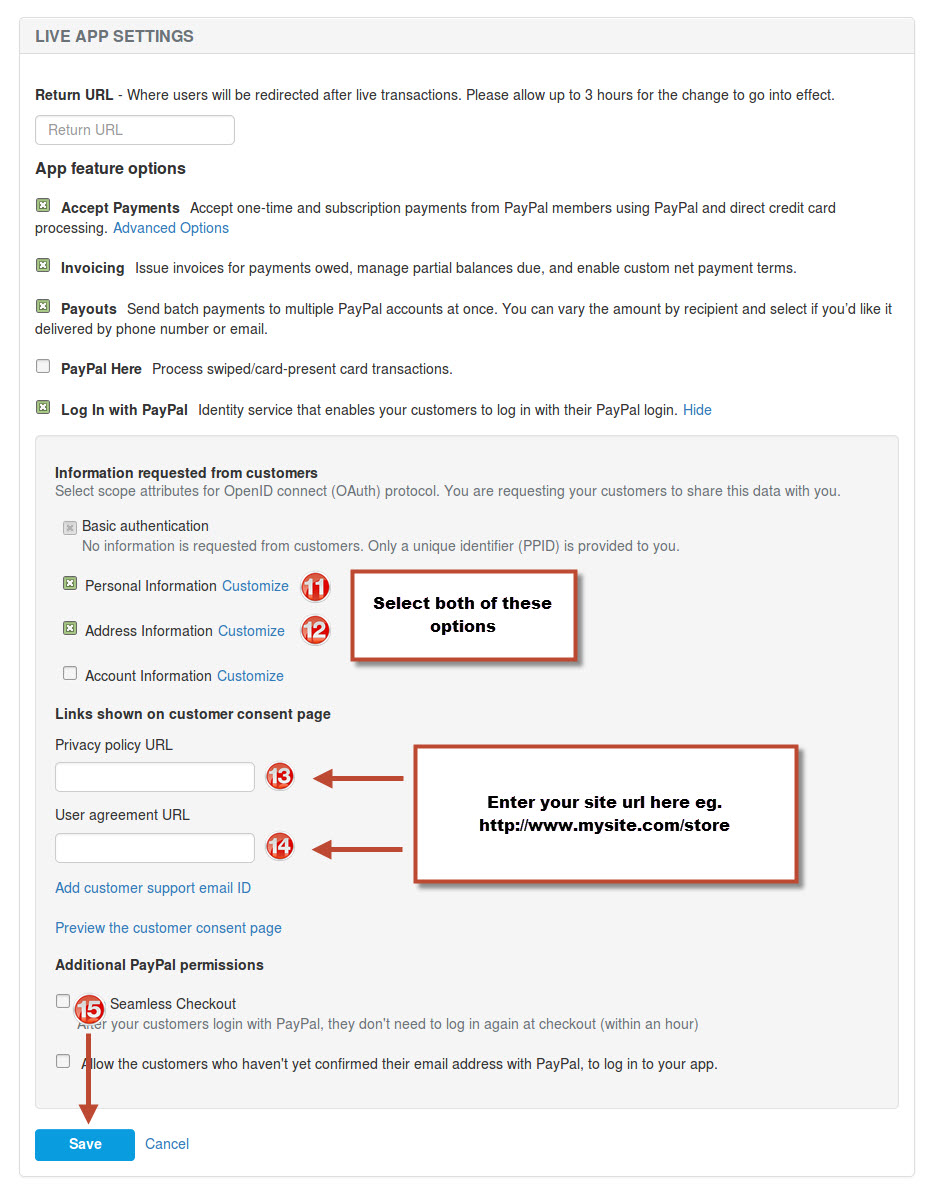 LIVE APP SETTINGS
Return URL - Where users will be redirected after live transactions. Please allow up to 3 hours for the change to go into effect.
Return URL
App feature options
Accept Payments Accept one-time and subscription payments from PayPal members using PayPal and direct credit card
processing. Advanced Options
Invoicing Issue invoices for payments owed, manage partial balances due, and enable custom net payment terms.
Payouts Send batch payments to multiple PayPal accounts at once. You can vary the amount by recipient and select if you'd like it
delivered by phone number or email.
PayPal Here Process swiped/card-present card transactions.
Log In with PayPal Identity service that enables your customers to log in with their PayPal login. Hide
Information requested from customers
Select scope attributes for OpenID connect (OAuth) protocol. You are requesting your customers to share this data with you.
Basic authentication
No information is requested from customers. Only a unique identifier (PPID) is provided to you.
Personal Information Customize 11
Address Information Customize 12
Select both of these
options
Account Information Customize
Links shown on customer consent page
Privacy policy URL
13
User agreement URL
14
Enter your site url here eg.
http://www.mysite.com/store
Add customer support email ID
Preview the customer consent page
Additional PayPal permissions
15 Seamless Checkout
After your customers login with PayPal, they don't need to log in again at checkout (within an hour)
Allow the customers who haven't yet confirmed their email address with PayPal, to log in to your app.
Save Cancel